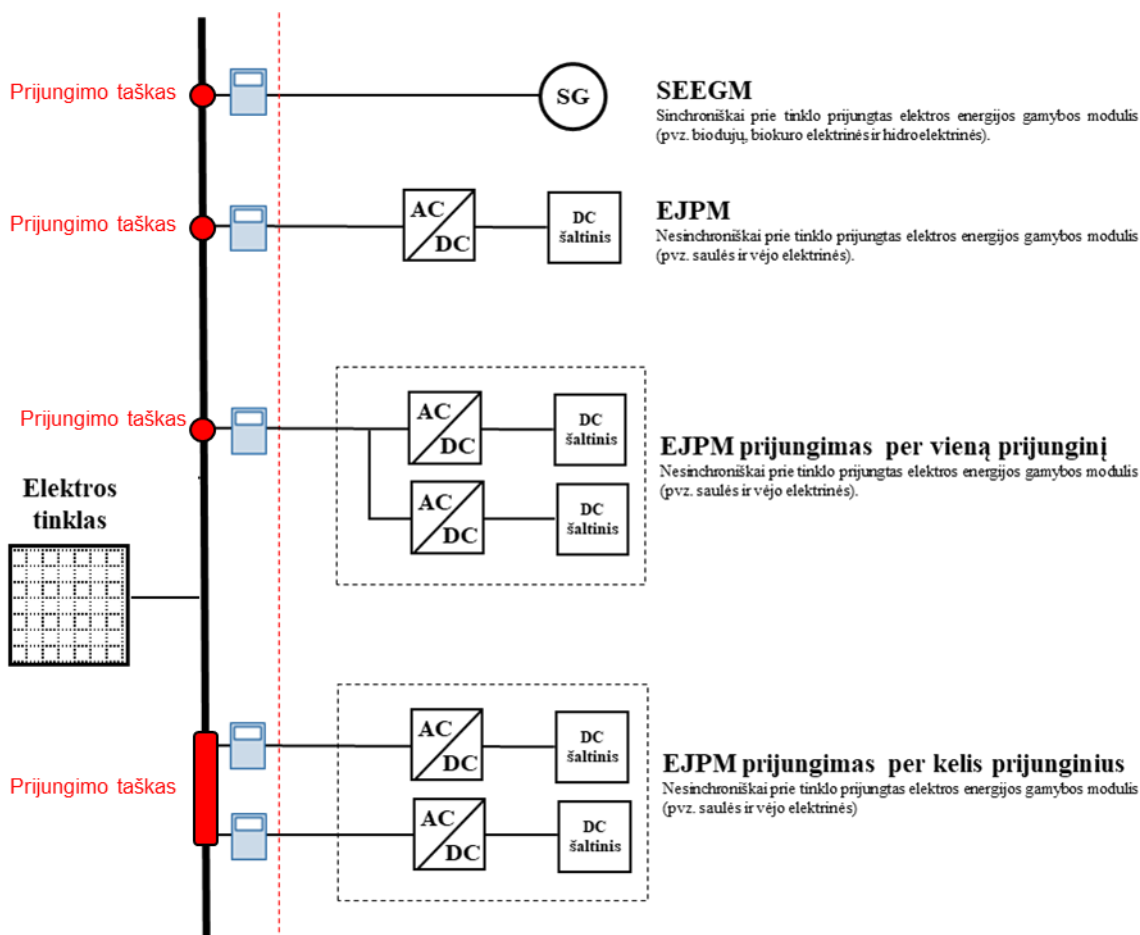 Prijungimo taškas
SG
SEEGM
Sinchroniškai prie tinklo prijungtas elektros energijos gamybos modulis
(pvz. biodujų, biokuro elektrinės ir hidroelektrinės).
Prijungimo taškas
AC
DC
DC
šaltinis
EJPM
Nesinchroniškai prie tinklo prijungtas elektros energijos gamybos modulis
(pvz. saulės ir vėjo elektrinės).
Prijungimo taškas
AC
DC
DC
šaltinis
AC
DC
DC
šaltinis
EJPM prijungimas per vieną prijunginį
Nesinchroniškai prie tinklo prijungtas elektros energijos gamybos modulis
(pvz. saulės ir vėjo elektrinės).
Elektros
tinklas
Prijungimo taškas
AC
DC
DC
šaltinis
AC
DC
DC
šaltinis
EJPM prijungimas per kelis prijunginius
Nesinchroniškai prie tinklo prijungtas elektros energijos gamybos modulis
(pvz. saulės ir vėjo elektrinės)